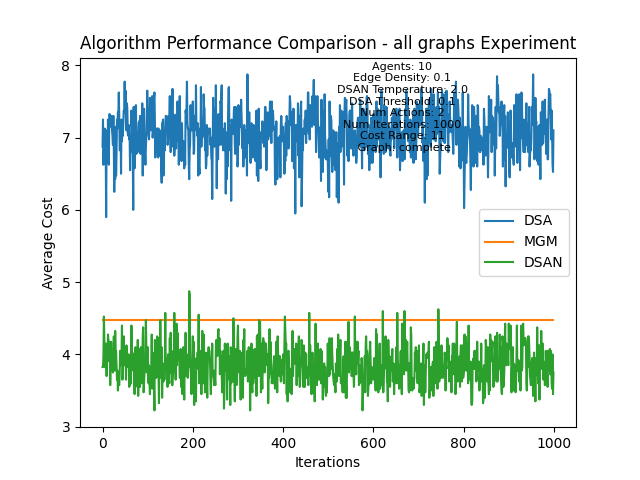 Algorithm Performance Comparison - all graphs Experiment
Agents: 10
Edge Density: 0.1
DSAN Temperature: 2.0
DSA Threshold: 0.1
Num Actions: 2
Num Iterations: 1000
Cost Range: 11
Graph: complete
8
7
6
5
4
3
Average Cost
DSA
MGM
DSAN
0
200
400
600
800
1000
Iterations